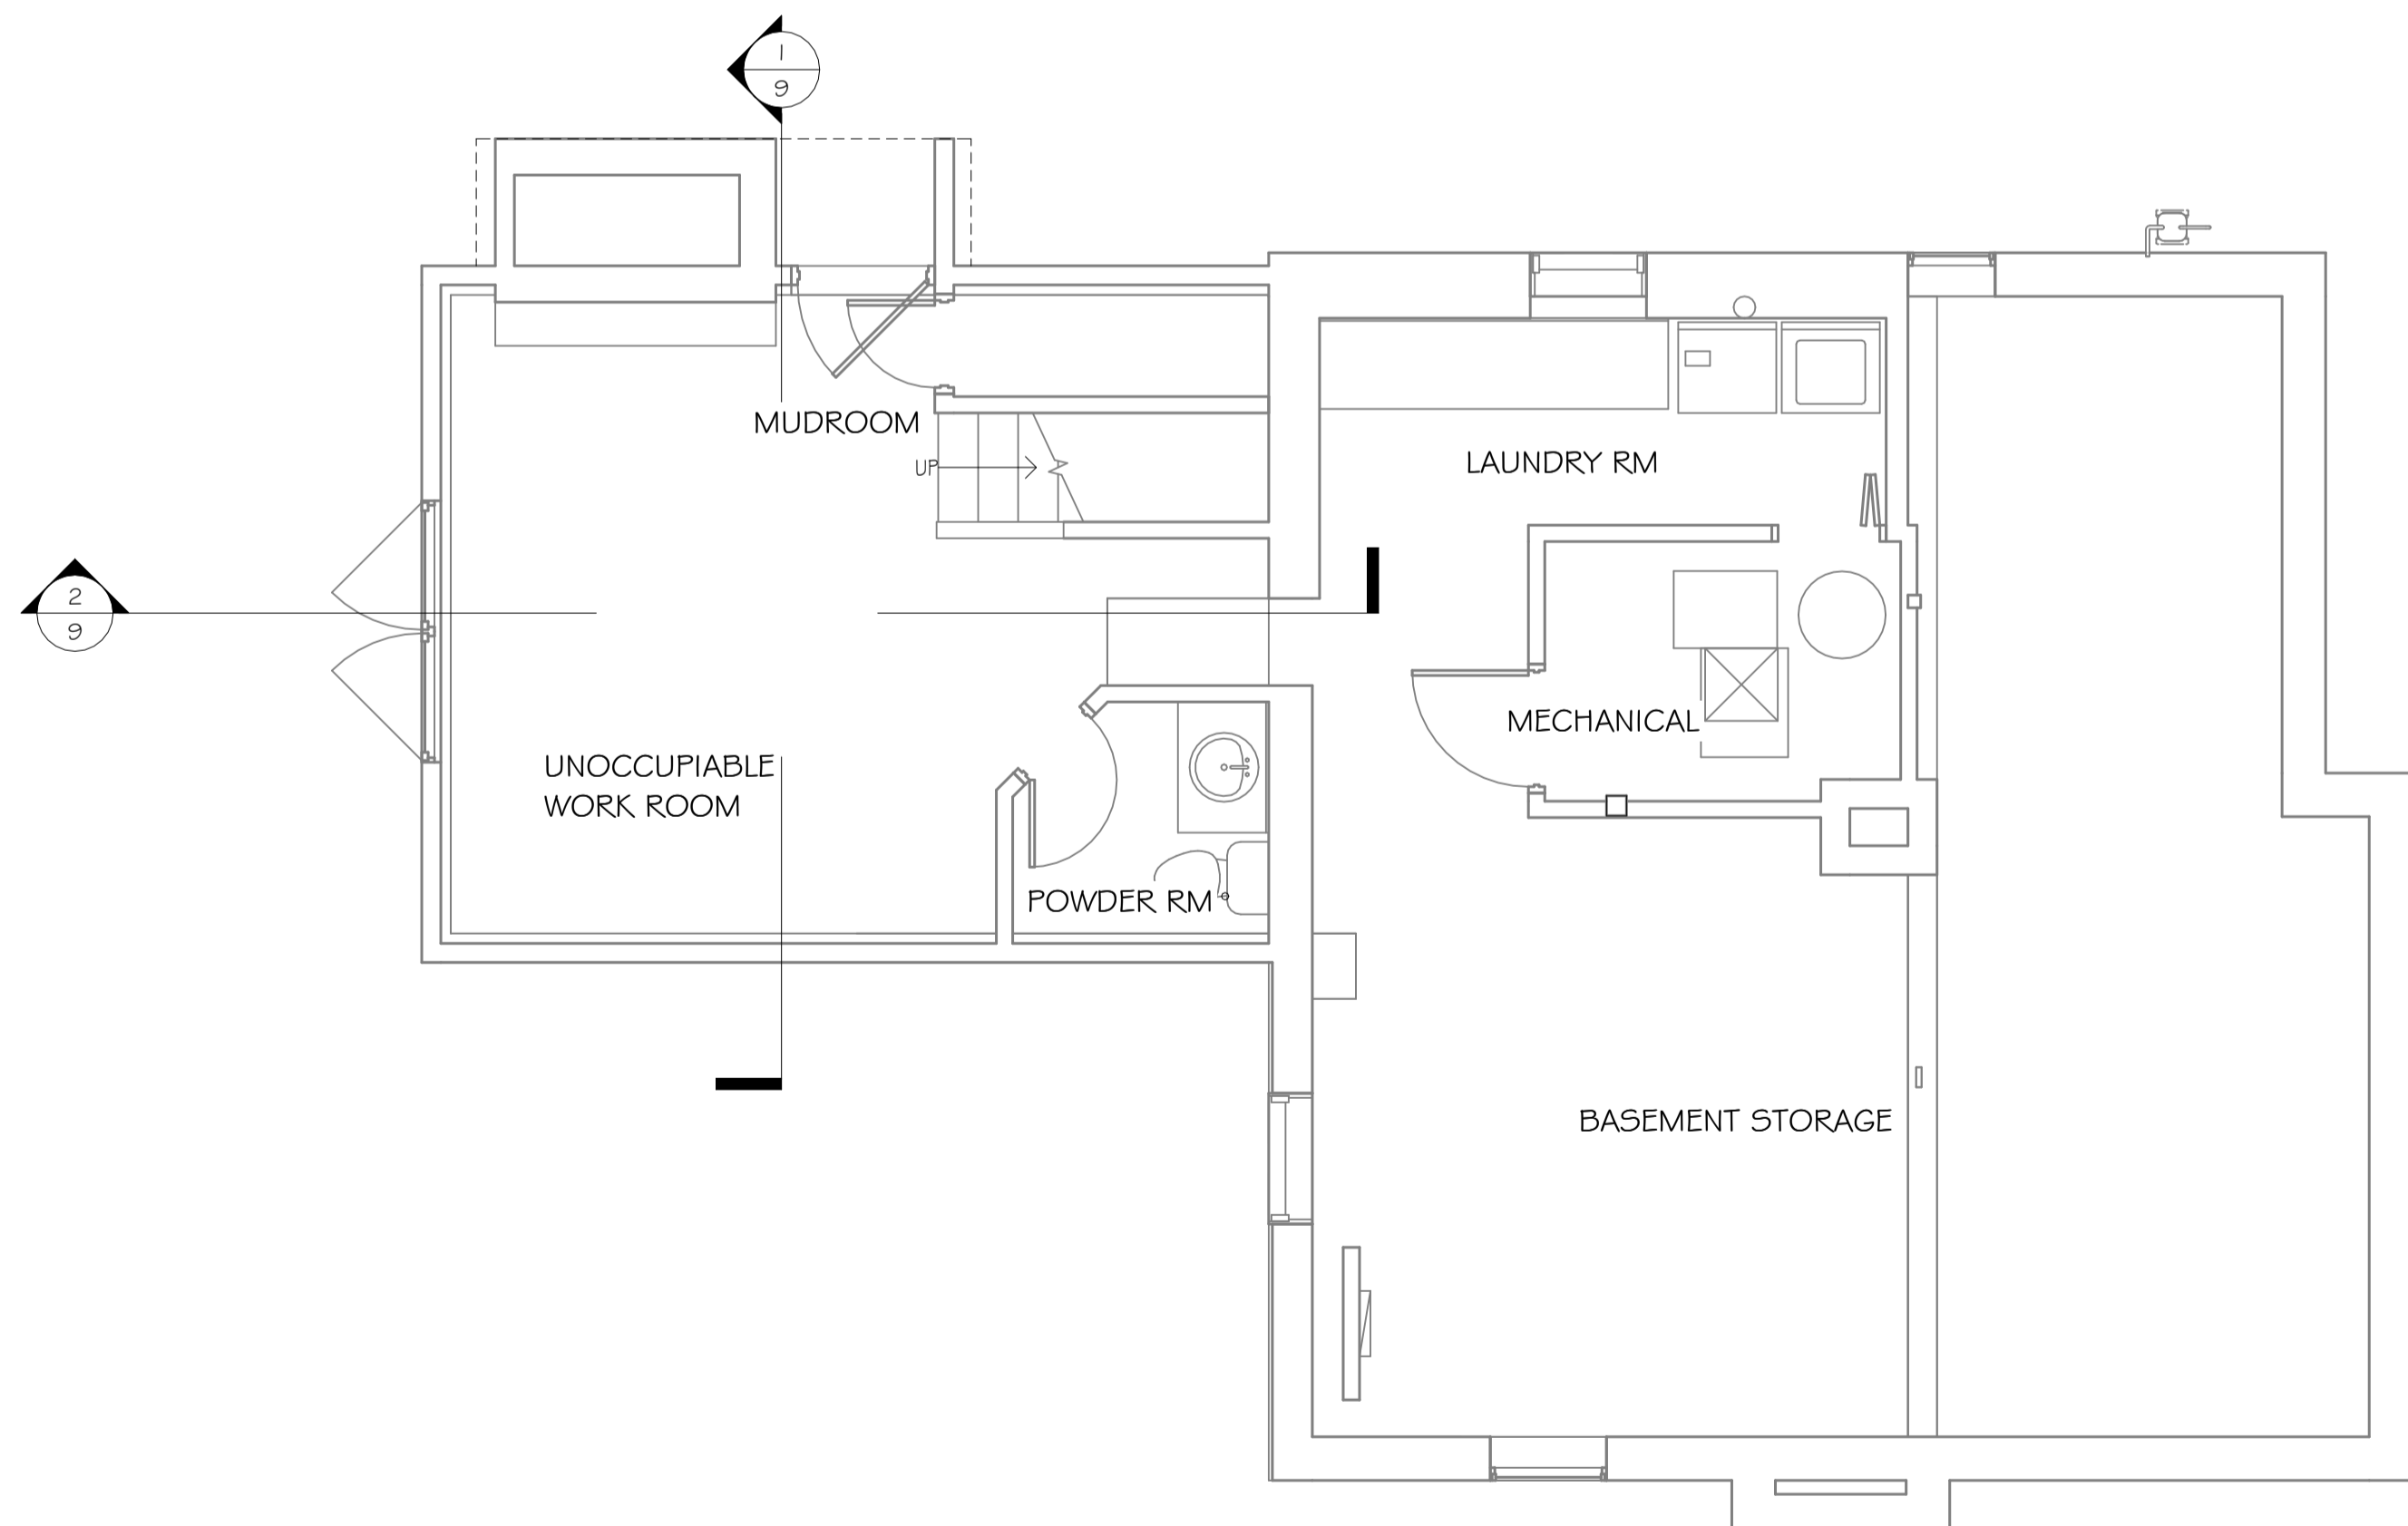 1
9
MUDROOM
UP
LAUNDRY RM
2
9
MECHANICAL
UNOCCUPIABLE
WORK ROOM
POWDER RM
BASEMENT STORAGE